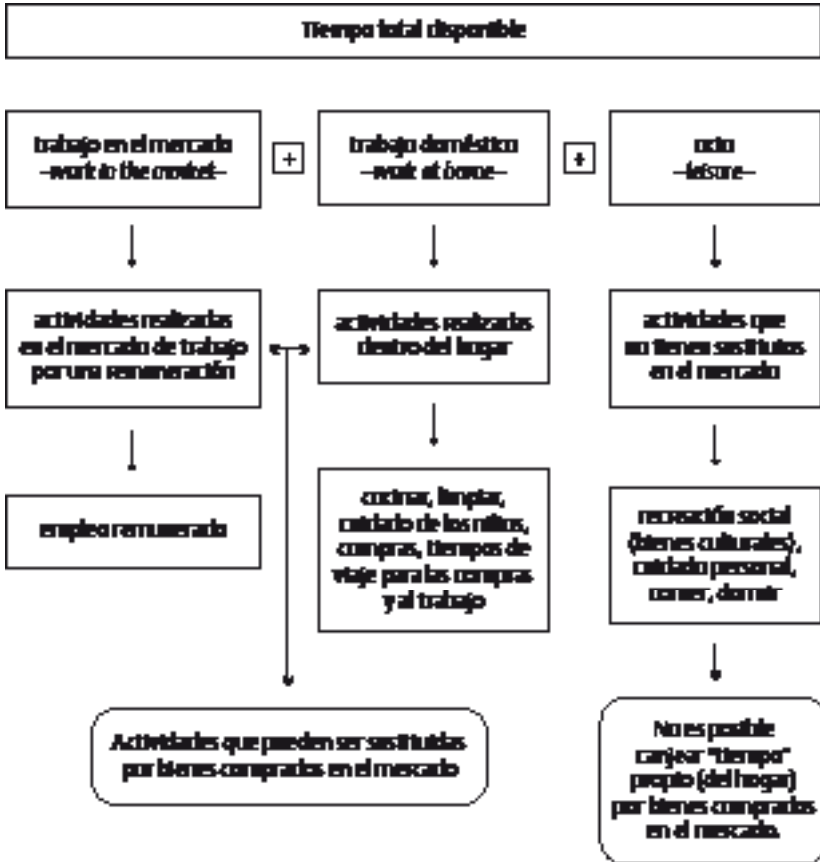 Tiempo total disponible
trabajo en el mercado
–work in the market–
+
trabajo doméstico
–work at home–
+
ocio
–leisure–
actividades realizadas
en el mercado de trabajo
por una remuneración
actividades realizadas
dentro del hogar
actividades que
no tienen sustitutos
en el mercado
empleo remunerado
cocinar, limpiar,
cuidado de los niños,
compras, tiempos de
viaje para las compras
y al trabajo
recreación social
(bienes culturales),
cuidado personal,
comer, dormir
Actividades que pueden ser sustituidas
por bienes comprados en el mercado
No es posible
canjear "tiempo"
propio (del hogar)
por bienes comprados
en el mercado.